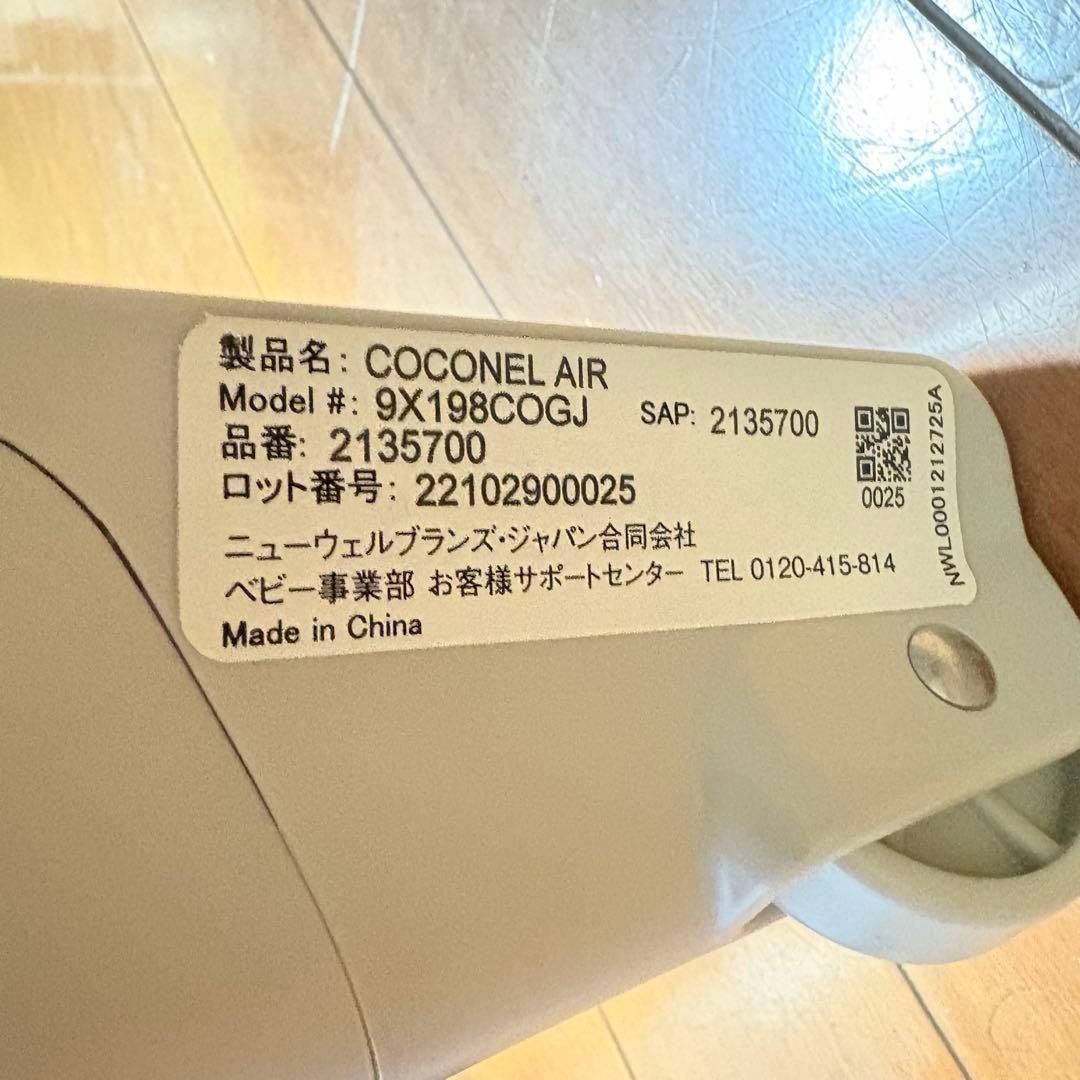 製品名: COCONEL AIR
Model #: 9X198COGJ SAP: 2135700
品番: 2135700
ロット番号: 22102900025
ニューウェルブランズ・ジャパン合同会社
ベビー事業部 お客様サポートセンター TEL 0120-415-814
Made in China
0025
NWL0001212725A